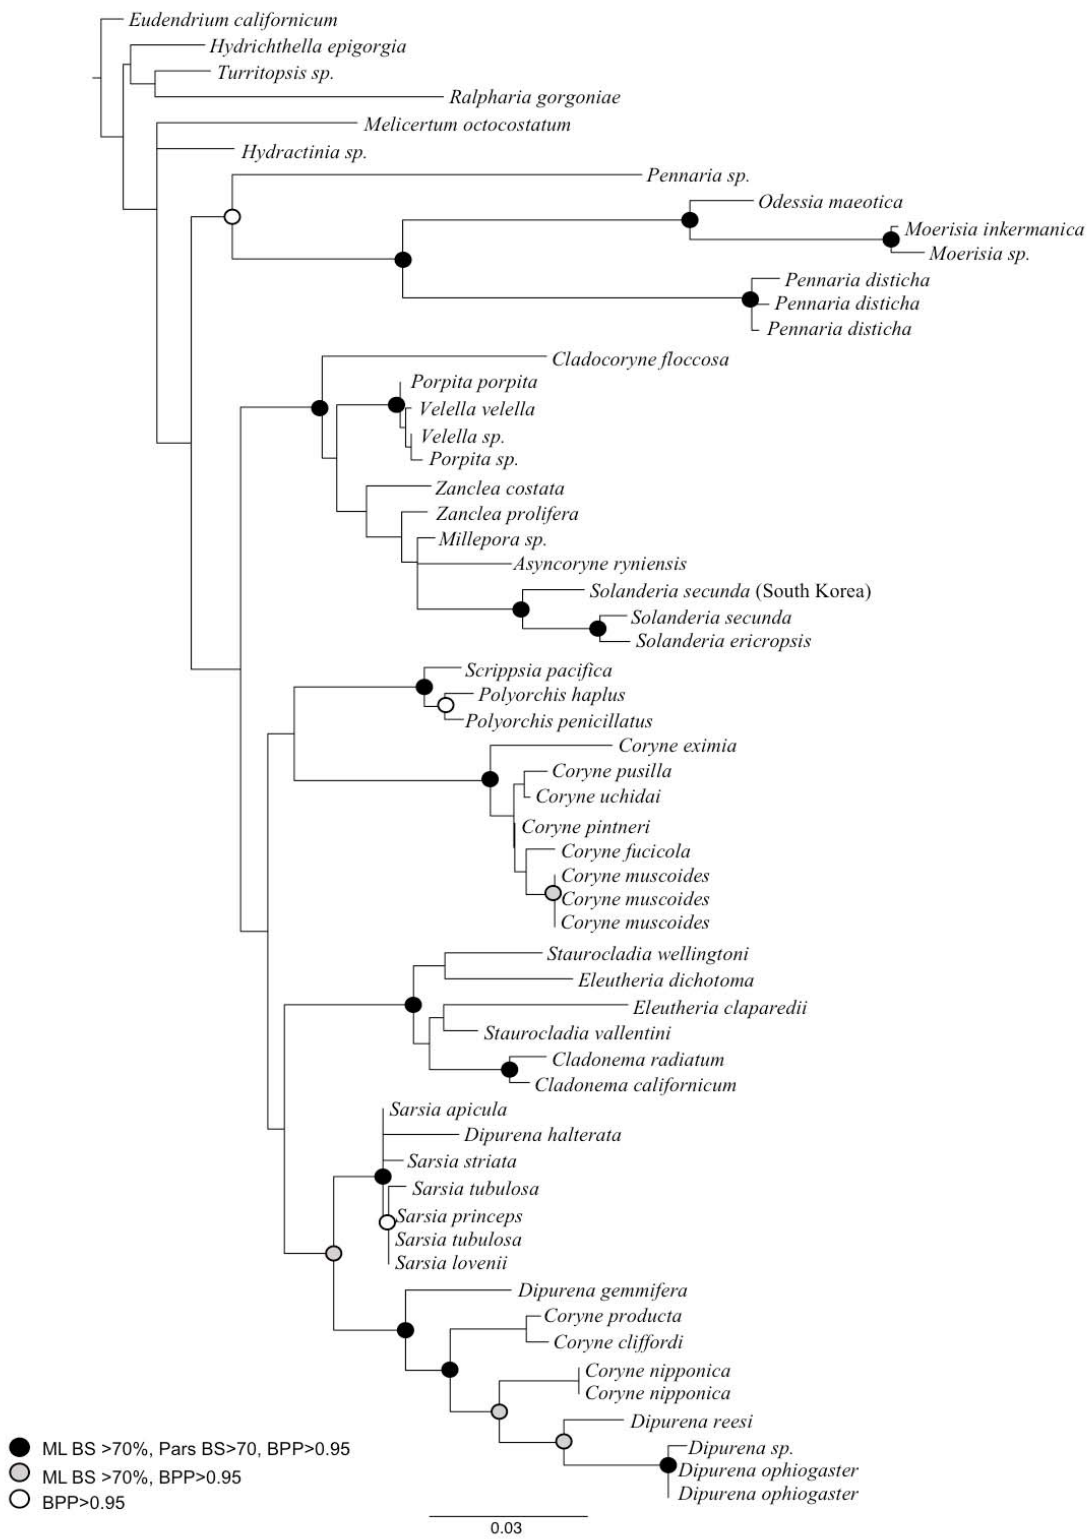 Eudendrium californicum
Hydrichthella epigorgia
Turritopsis sp.
Ralpharia gorgoniae
Melicertum octocostatum
Hydractinia sp.
Pennaria sp.
Odessia maeotica
Moerisia inkermanica
Moerisia sp.
Pennaria disticha
Pennaria disticha
Pennaria disticha
Cladocoryne floccosa
Porpita porpita
Velella velella
Velella sp.
Porpita sp.
Zanclea costata
Zanclea prolifera
Millepora sp.
Asyncoryne ryniensis
Solanderia secunda (South Korea)
Solanderia secunda
Solanderia ericropsis
Scrippsia pacifica
Polyorchis haplus
Polyorchis penicillatus
Coryne eximia
Coryne pusilla
Coryne uchidai
Coryne pintneri
Coryne fucicola
Coryne muscoides
Coryne muscoides
Coryne muscoides
Staurocladia wellingtoni
Eleutheria dichotoma
Eleutheria claparedii
Staurocladia vallentini
Cladonema radiatum
Cladonema californicum
Sarsia apicula
Dipurena halterata
Sarsia striata
Sarsia tubulosa
Sarsia princeps
Sarsia tubulosa
Sarsia lovenii
Dipurena gemmifera
Coryne producta
Coryne cliffordi
Coryne nipponica
Coryne nipponica
Dipurena reesi
Dipurena sp.
Dipurena ophiogaster
Dipurena ophiogaster
ML BS >70%, Pars BS>70, BPP>0.95
ML BS >70%, BPP>0.95
BPP>0.95
0.03